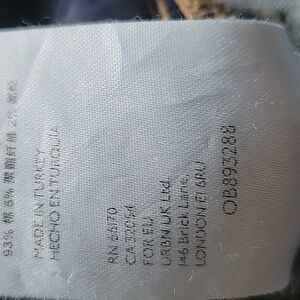 93% 棉 5% 聚酯纤维 2% 氨纶
MADE IN TURKEY
HECHO EN TURQUIA
RN 66170
CA 32054
FOR EU
URBN UK Ltd.
146 Brick Lane,
LONDON E1 6RU
OB893288